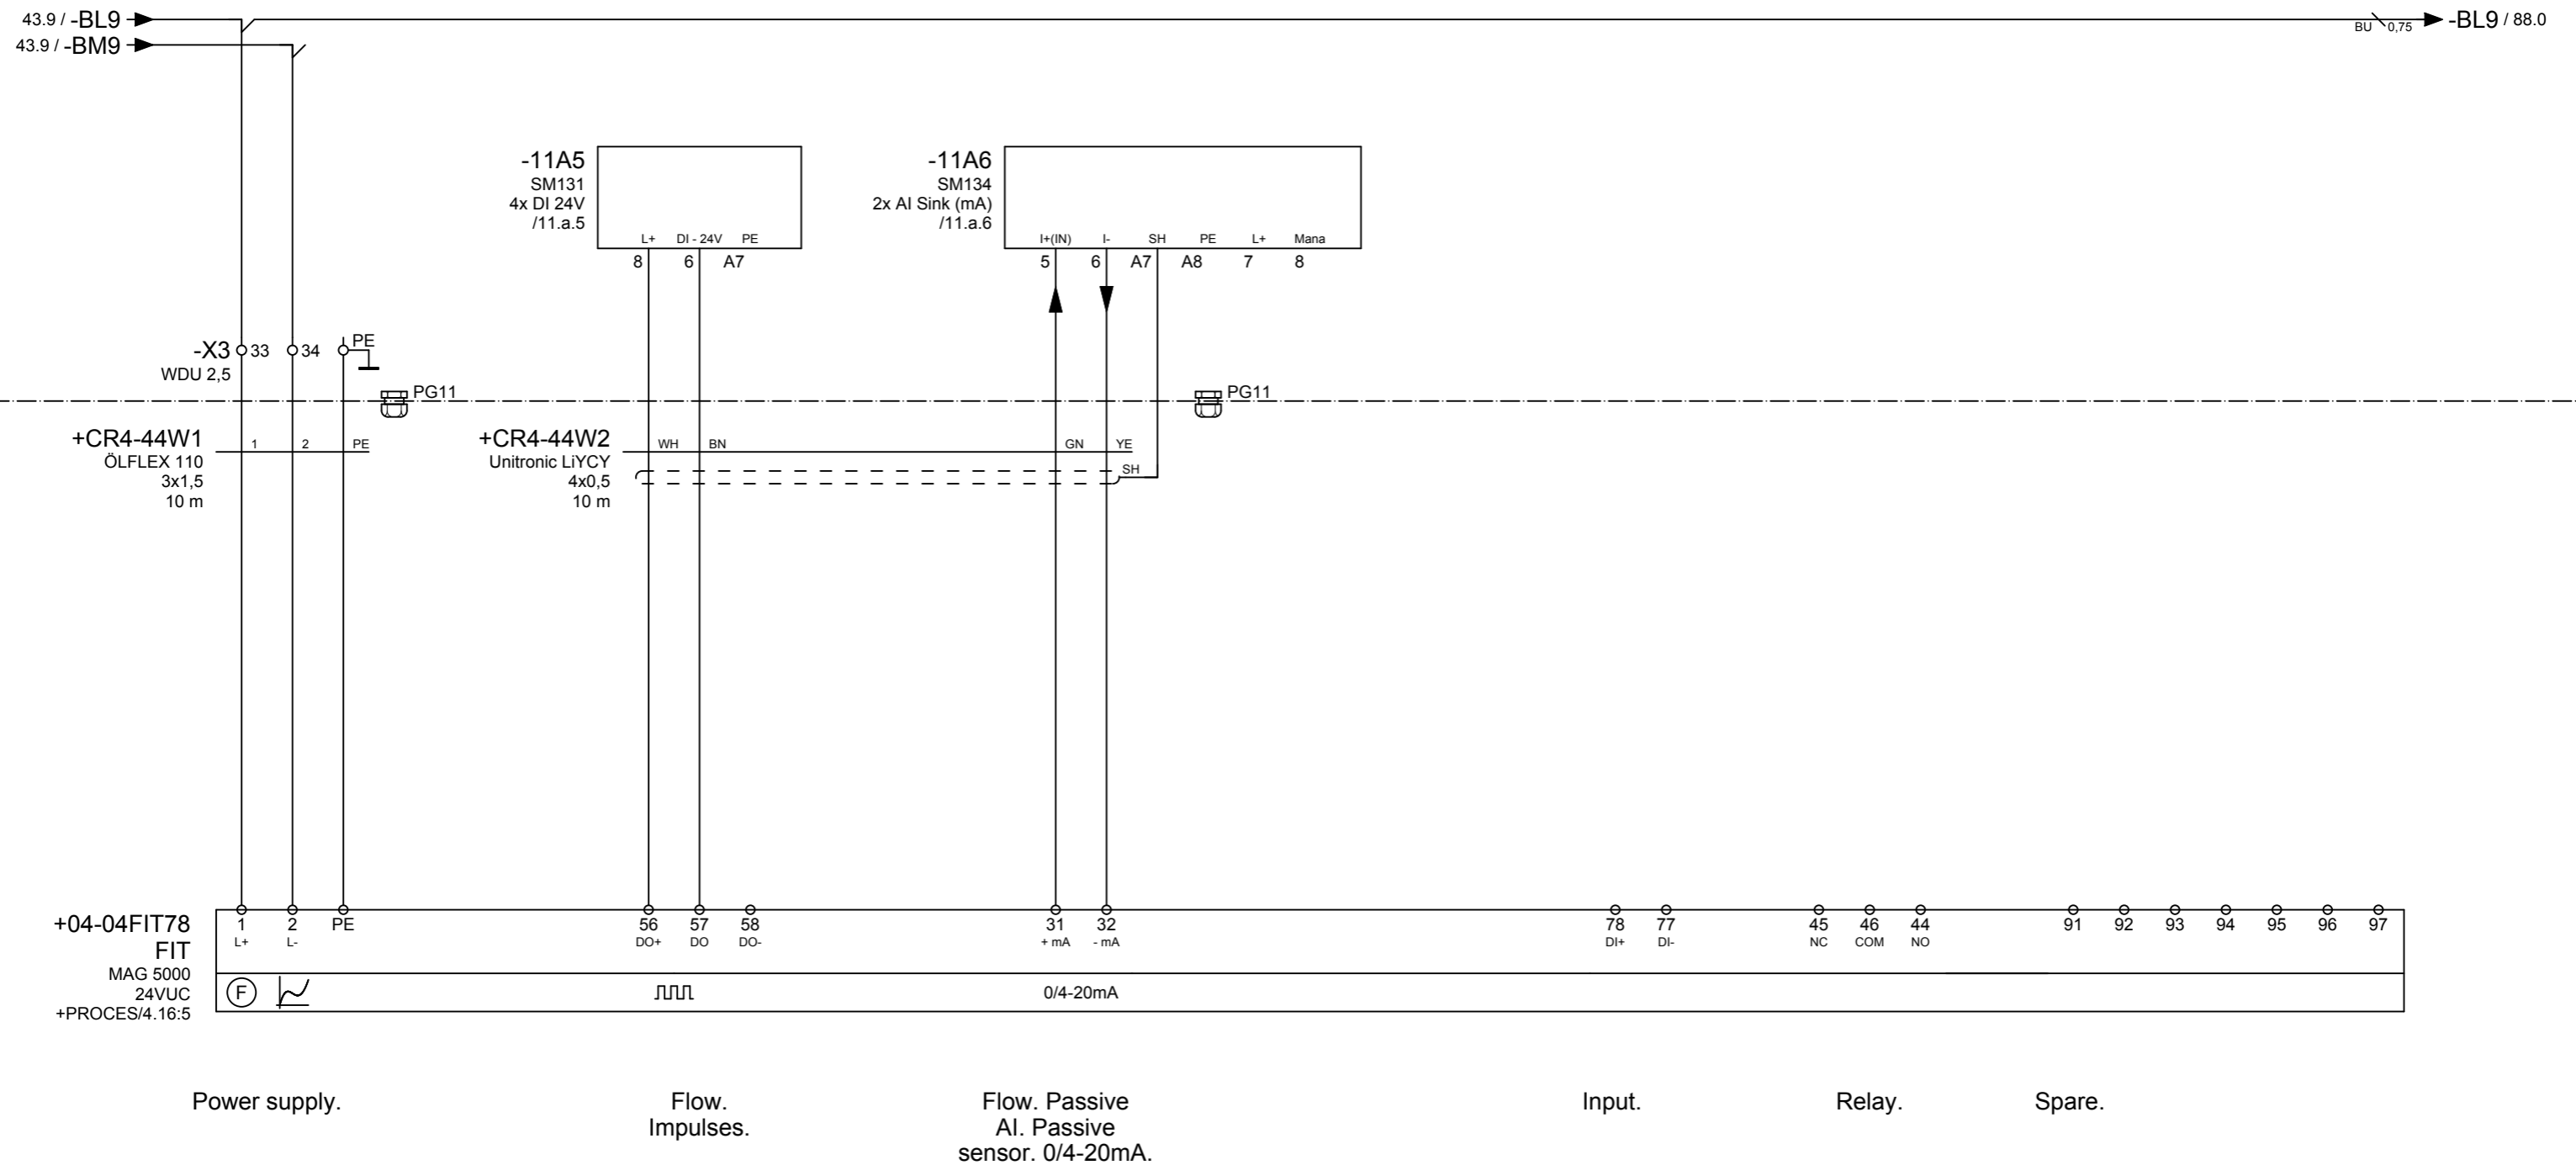 43.9 / -BL9
BU 0,75 -BL9 / 88.0
43.9 / -BM9
-11A5
SM131
4x DI 24V
/11.a.5
L+ DI - 24V PE
8 6 A7
-11A6
SM134
2x AI Sink (mA)
/11.a.6
I+(IN) I- SH PE L+ Mana
5 6 A7 A8 7 8
-X3 33 34 PE
WDU 2,5
PG11
PG11
+CR4-44W1
ÖLFLEX 110
3x1,5
10 m
1 2 PE
+CR4-44W2
Unitronic LiYCY
4x0,5
10 m
WH BN GN YE
SH
+04-04FIT78
FIT
MAG 5000
24VUC
+PROCES/4.16:5
1 2 PE 56 57 58 31 32 78 77 45 46 44 91 92 93 94 95 96 97
L+ L- DO+ DO DO- + mA - mA DI+ DI- NC COM NO
F 0/4-20mA
Power supply.
Flow.
Impulses.
Flow. Passive
AI. Passive
sensor. 0/4-20mA.
Input.
Relay.
Spare.